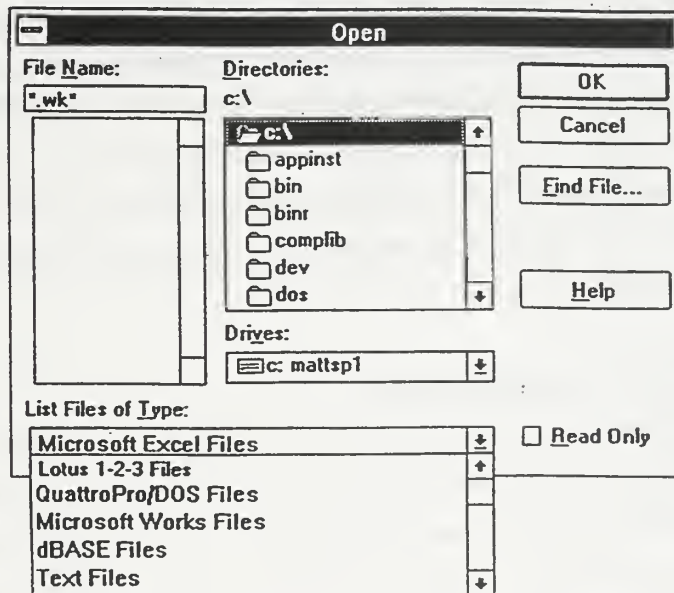 Open
File Name:
*.wk*
Directories:
c:\
c:\
appinst
bin
binr
complib
dev
dos
Drives:
c: mattsp1
OK
Cancel
Find File...
Help
List Files of Type:
Microsoft Excel Files
Lotus 1-2-3 Files
QuattroPro/DOS Files
Microsoft Works Files
dBASE Files
Text Files
Read Only